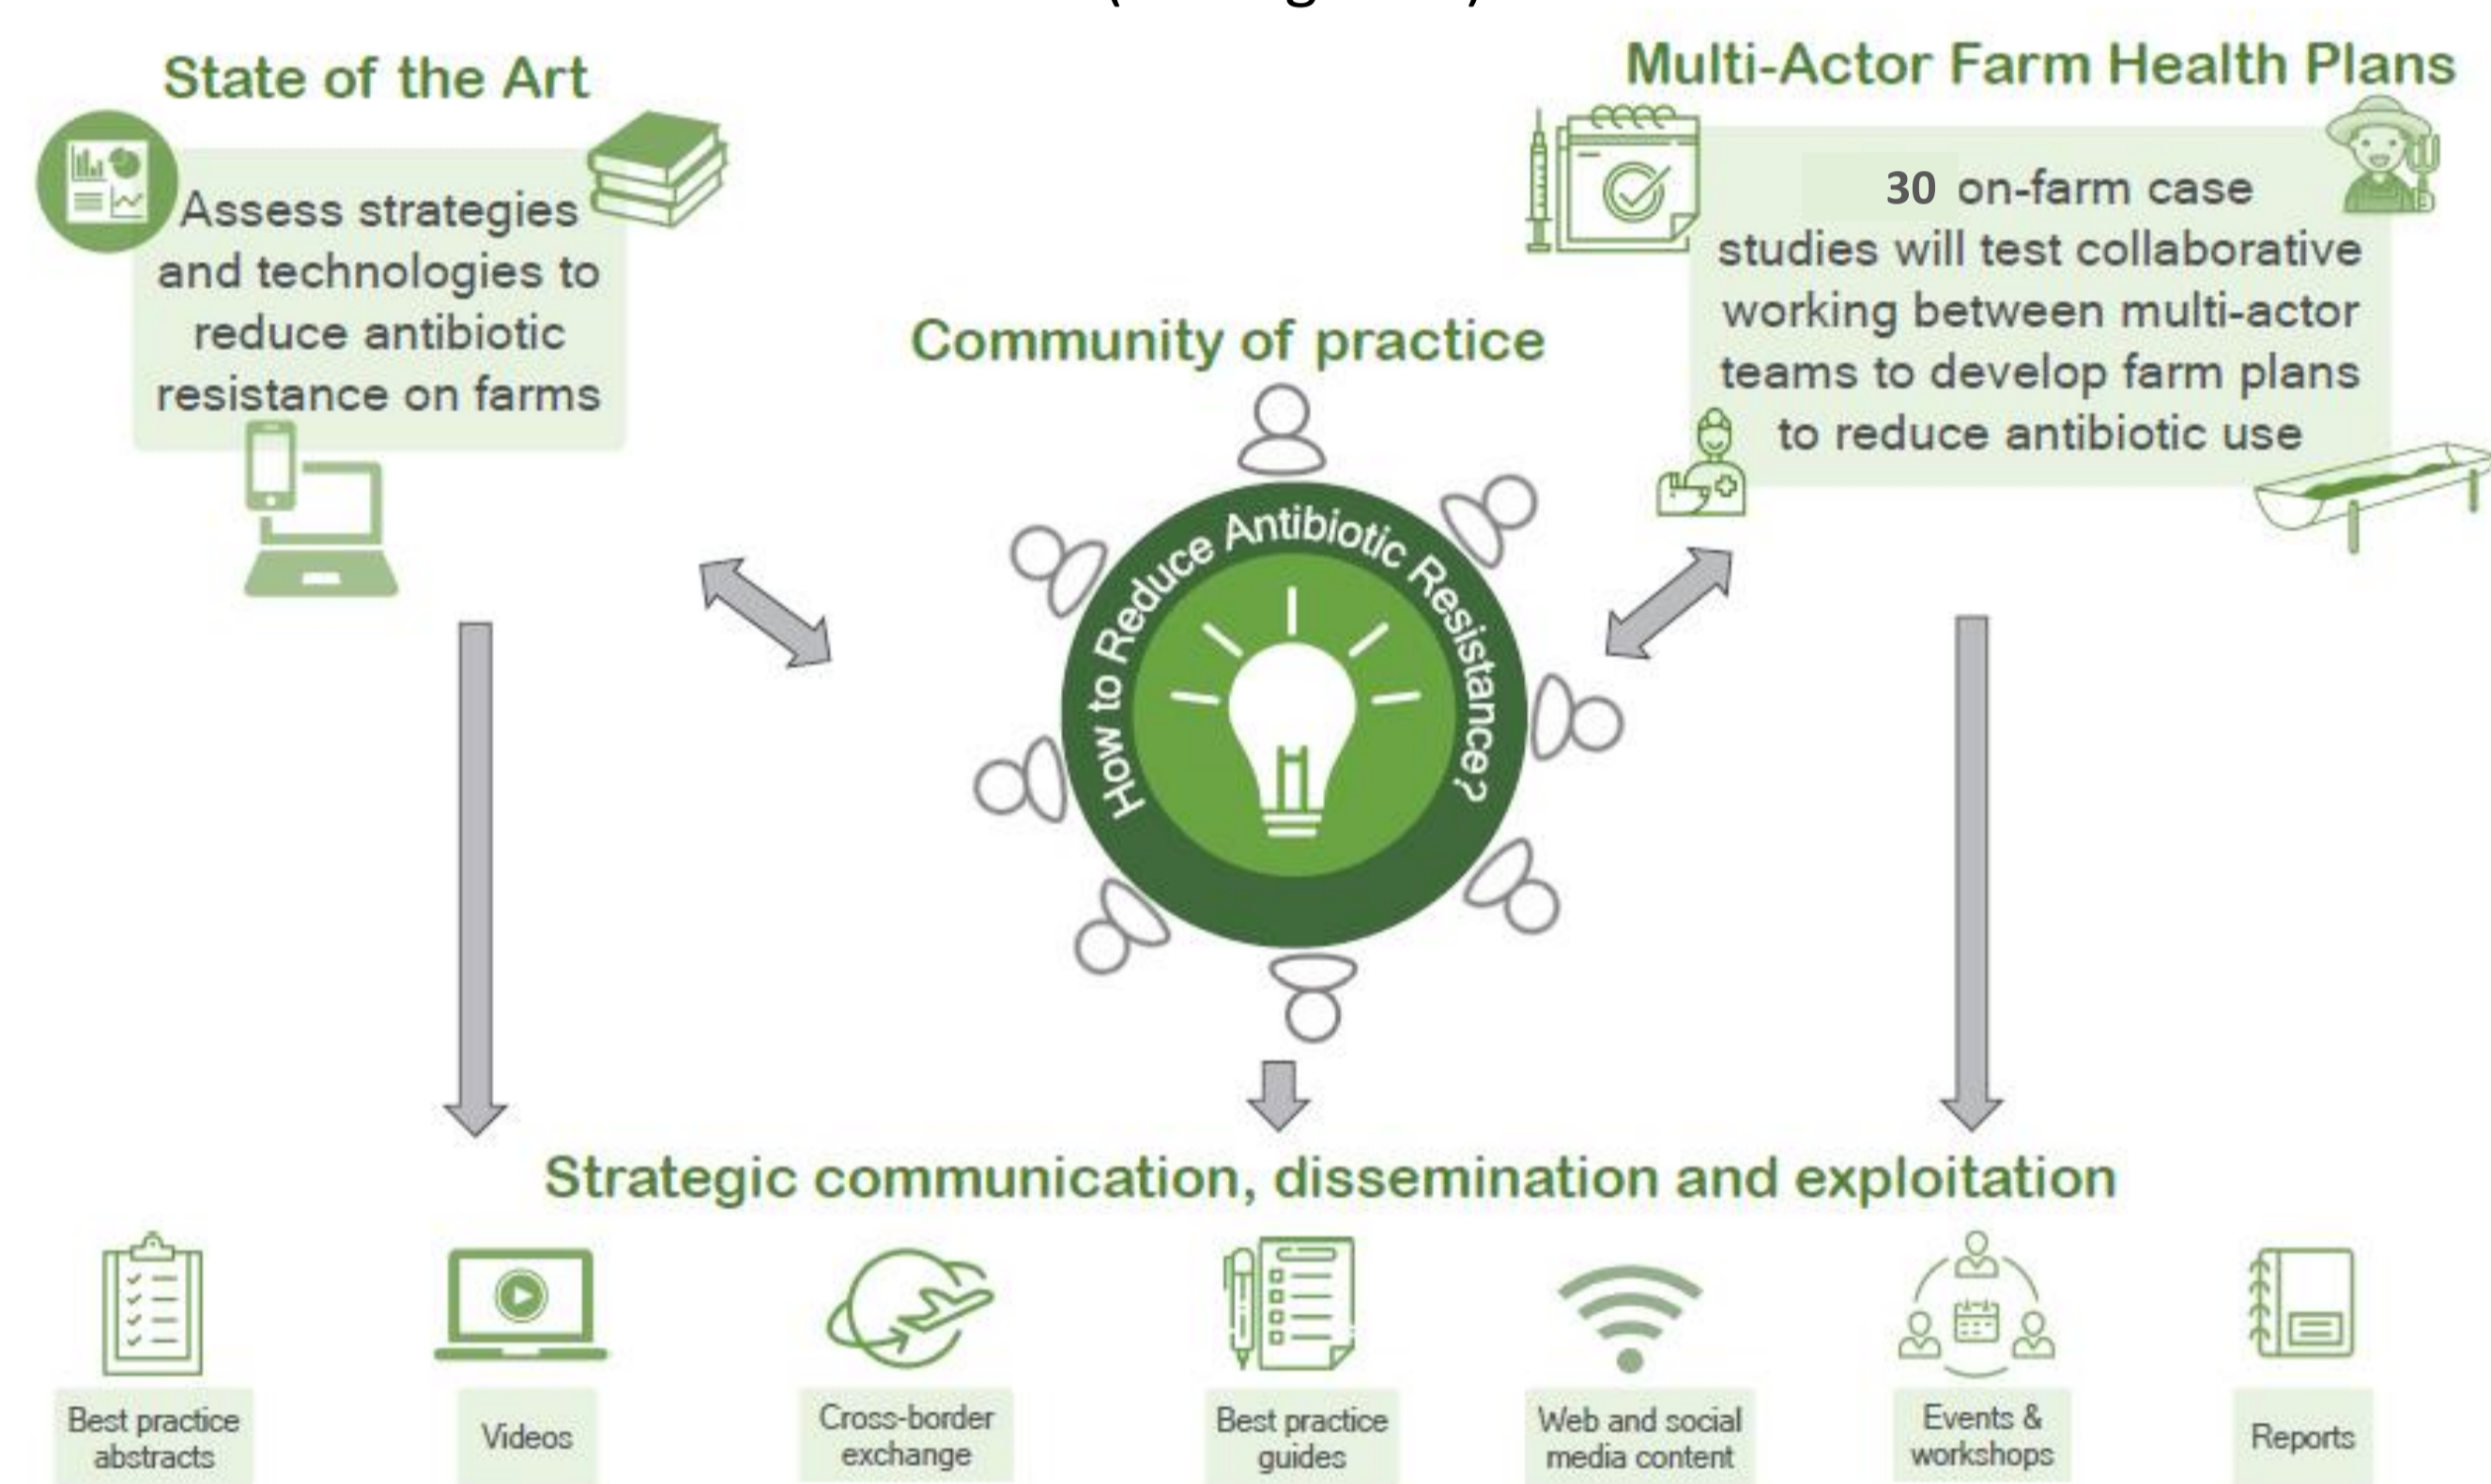 State of the Art
Assess strategies
and technologies to
reduce antibiotic
resistance on farms
Multi-Actor Farm Health Plans
30 on-farm case
studies will test collaborative
working between multi-actor
teams to develop farm plans
to reduce antibiotic use
Community of practice
How to Reduce Antibiotic Resistance?
Strategic communication, dissemination and exploitation
Best practice
abstracts
Videos
Cross-border
exchange
Best practice
guides
Web and social
media content
Events &
workshops
Reports